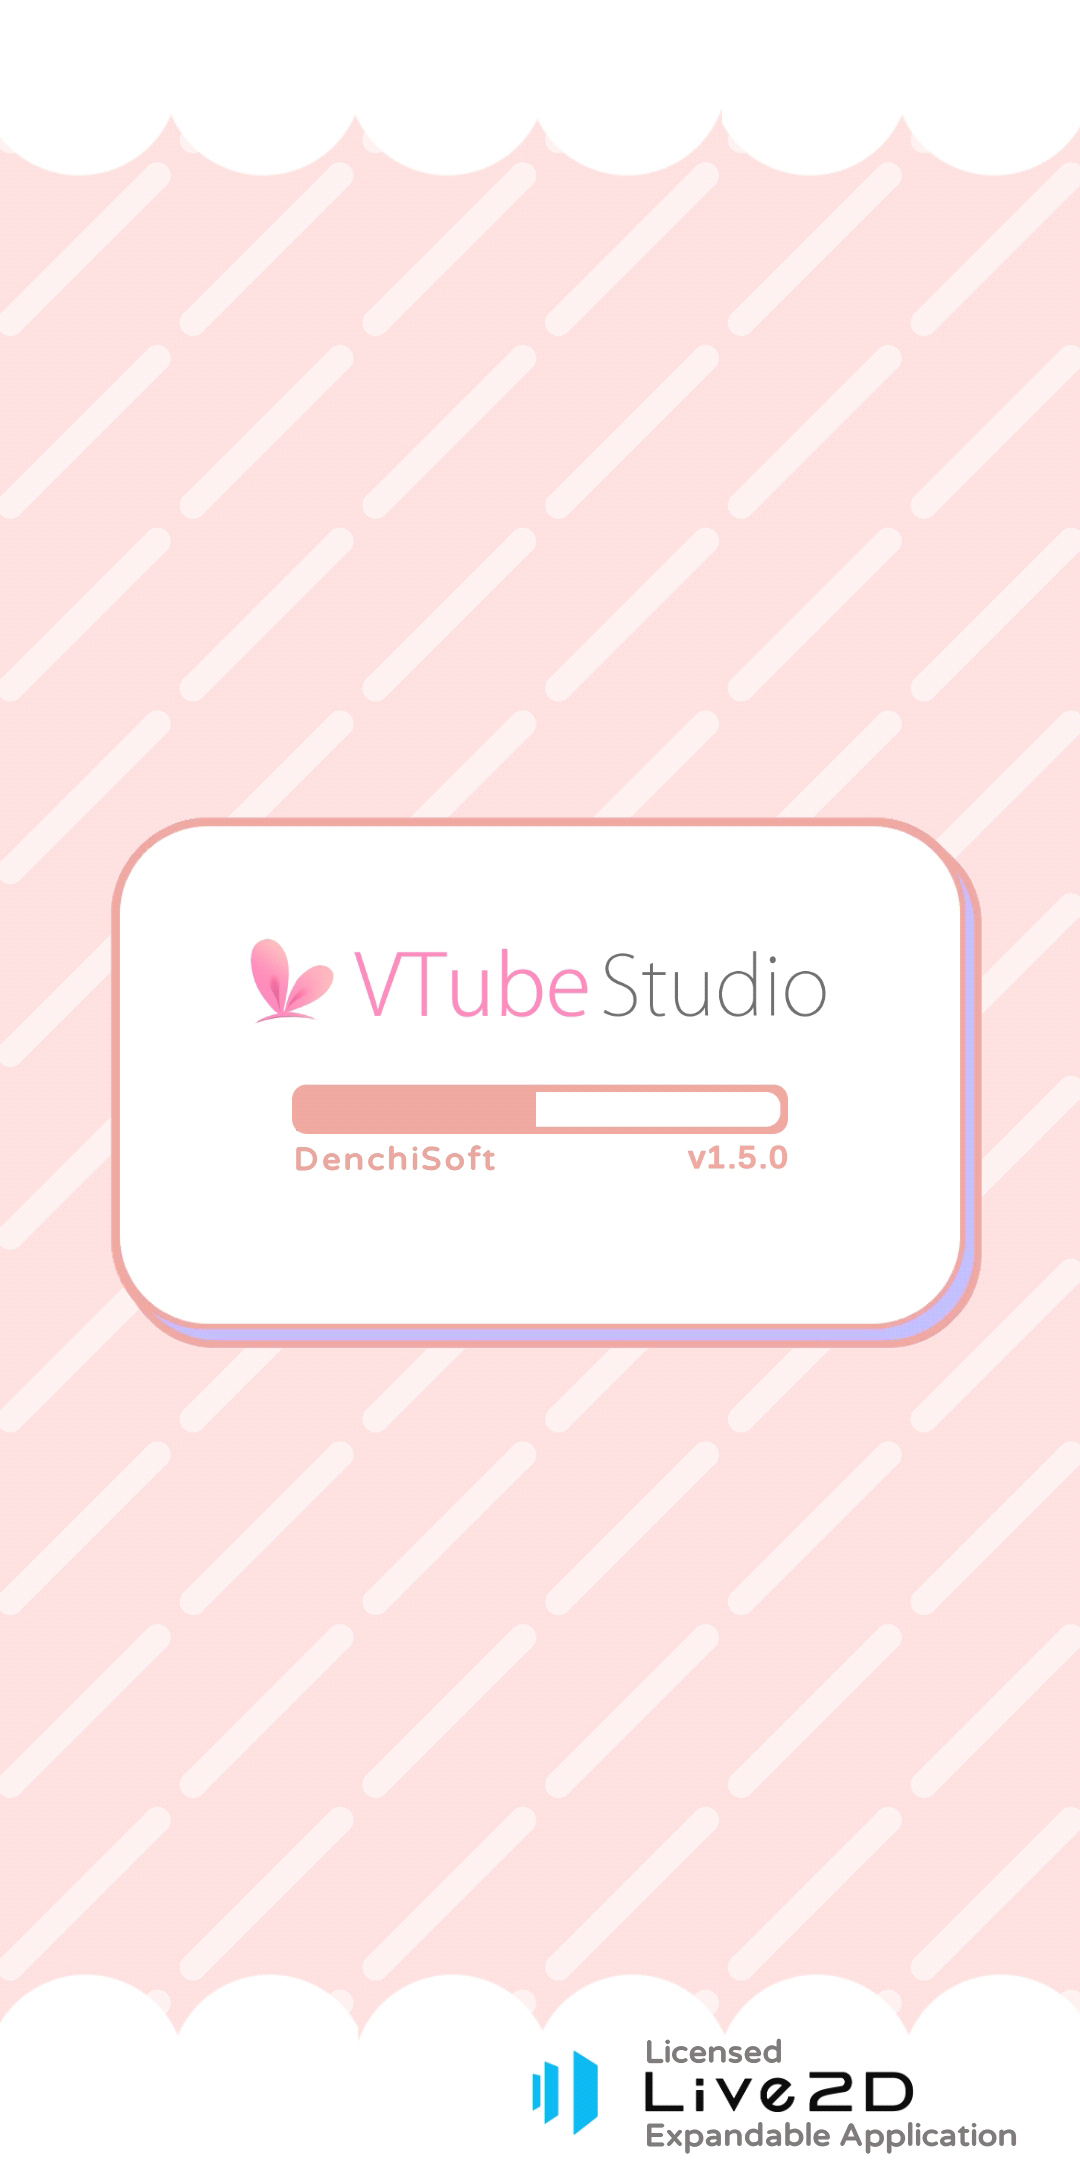 VTube Studio
DenchiSoft v1.5.0
Licensed
Live2D
Expandable Application